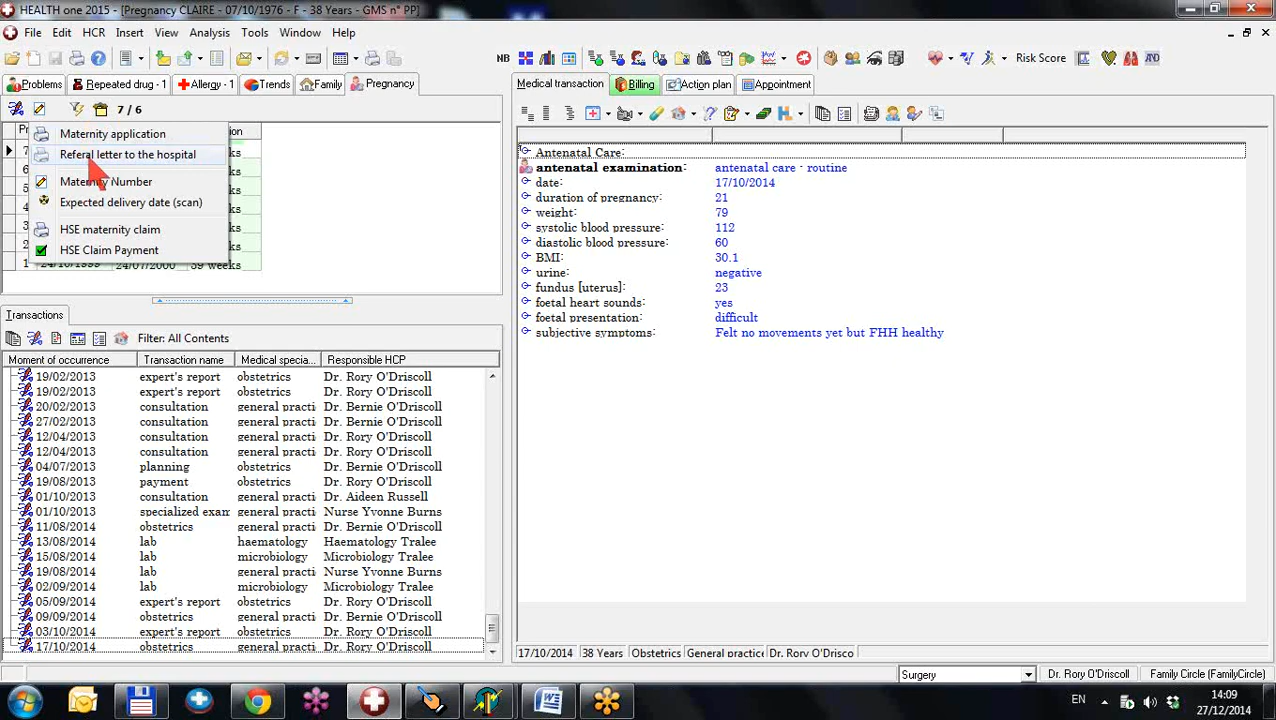 HEALTH one 2015 - [Pregnancy CLAIRE - 07/10/1976 - F - 38 Years - GMS n° PP]
File Edit HCR Insert View Analysis Tools Window Help
NB Risk Score AND
Problems Repeated drug - 1 Allergy - 1 Trends Family Pregnancy
Medical transaction Billing Action plan Appointment
7 / 6
Maternity application
Referal letter to the hospital
Maternity Number
Expected delivery date (scan)
HSE maternity claim
HSE Claim Payment
24/10/1999 24/07/2000 39 weeks
Antenatal Care:
antenatal examination: antenatal care - routine
date: 17/10/2014
duration of pregnancy: 21
weight: 79
systolic blood pressure: 112
diastolic blood pressure: 60
BMI: 30.1
urine: negative
fundus [uterus]: 23
foetal heart sounds: yes
foetal presentation: difficult
subjective symptoms: Felt no movements yet but FHH healthy
Transactions
Filter: All Contents
Moment of occurrence Transaction name Medical specia... Responsible HCP
19/02/2013 expert's report obstetrics Dr. Rory O'Driscoll
19/02/2013 expert's report obstetrics Dr. Rory O'Driscoll
20/02/2013 consultation general practi Dr. Bernie O'Driscoll
27/02/2013 consultation general practi Dr. Bernie O'Driscoll
12/04/2013 consultation general practi Dr. Rory O'Driscoll
12/04/2013 consultation general practi Dr. Rory O'Driscoll
04/07/2013 planning obstetrics Dr. Bernie O'Driscoll
19/08/2013 payment obstetrics Dr. Rory O'Driscoll
01/10/2013 consultation general practi Dr. Aideen Russell
01/10/2013 specialized exam general practi Nurse Yvonne Burns
11/08/2014 obstetrics general practi Dr. Bernie O'Driscoll
13/08/2014 lab haematology Haematology Tralee
15/08/2014 lab microbiology Microbiology Tralee
19/08/2014 lab general practi Nurse Yvonne Burns
02/09/2014 lab microbiology Microbiology Tralee
05/09/2014 expert's report obstetrics Dr. Rory O'Driscoll
09/09/2014 obstetrics general practi Dr. Bernie O'Driscoll
03/10/2014 expert's report obstetrics Dr. Rory O'Driscoll
17/10/2014 obstetrics general practi Dr. Rory O'Driscoll
17/10/2014 38 Years Obstetrics General practice Dr. Rory O'Drisco
Surgery Dr. Rory O'Driscoll Family Circle (FamilyCircle)
EN 14:09
27/12/2014